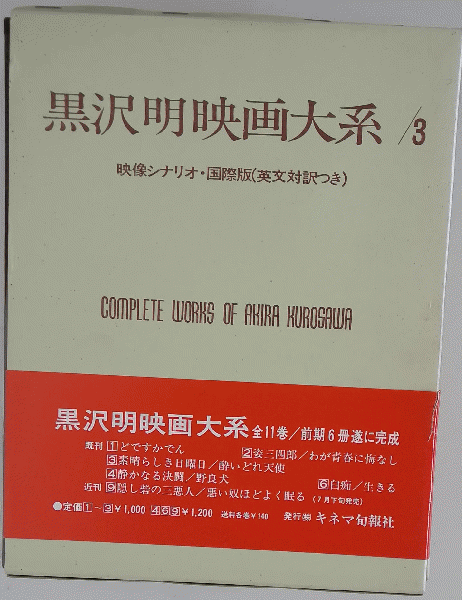 黒沢明映画大系/3
映像シナリオ・国際版(英文対訳つき)
COMPLETE WORKS OF AKIRA KUROSAWA
黒沢明映画大系全11巻/前期6冊遂に完成
既刊 1どですかでん 2姿三四郎/わが青春に悔なし
3素晴らしき日曜日/酔いどれ天使
4静かなる決闘/野良犬 6白痴/生きる
近刊 9隠し砦の三悪人/悪い奴ほどよく眠る (7月下旬発売)
●定価1~3¥1,000 469¥1,200 送料各巻¥140 発行㈱キネマ旬報社